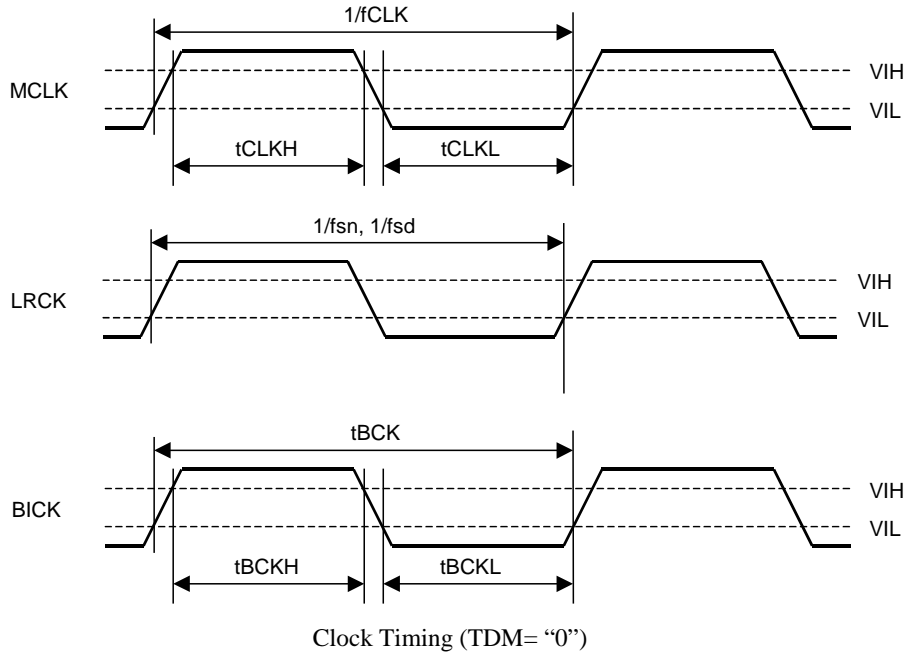 1/fCLK
VIH
MCLK
VIL
tCLKH
tCLKL
1/fsn, 1/fsd
VIH
LRCK
VIL
tBCK
VIH
BICK
VIL
tBCKH
tBCKL
Clock Timing (TDM= “0”)